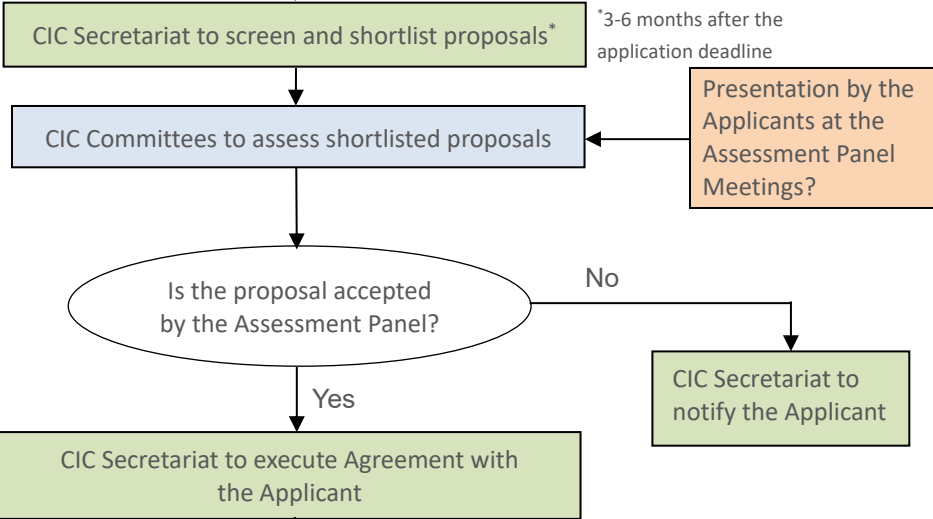 CIC Secretariat to screen and shortlist proposals*
*3-6 months after the
application deadline
Presentation by the
Applicants at the
Assessment Panel
Meetings?
CIC Committees to assess shortlisted proposals
Is the proposal accepted
by the Assessment Panel?
No
CIC Secretariat to
notify the Applicant
Yes
CIC Secretariat to execute Agreement with
the Applicant